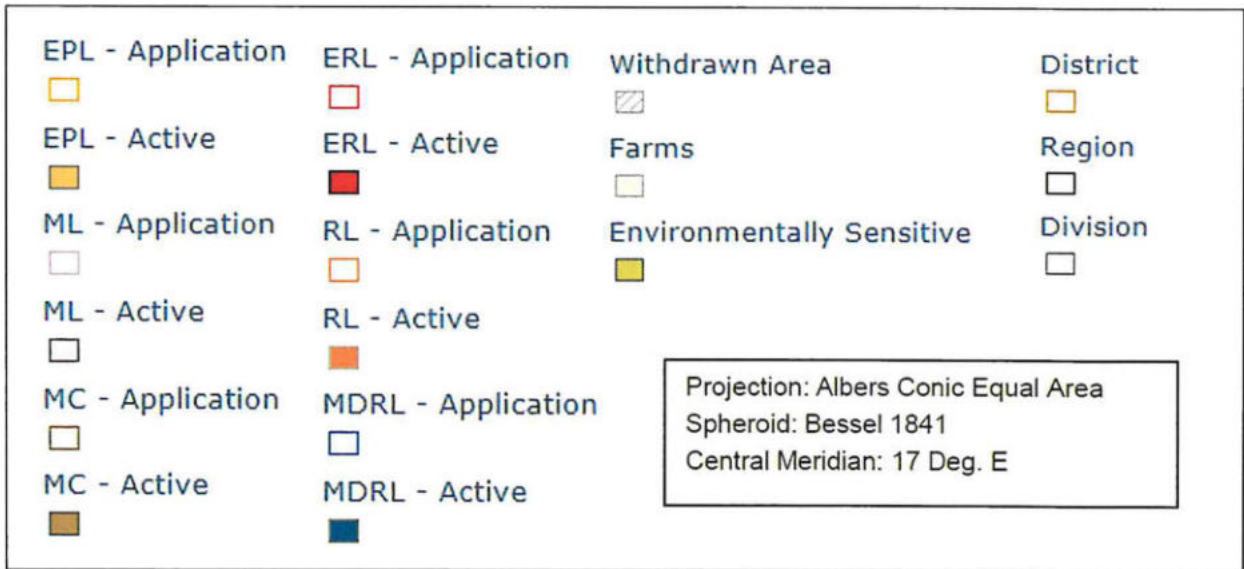 EPL - Application
EPL - Active
ML - Application
ML - Active
MC - Application
MC - Active
ERL - Application
ERL - Active
RL - Application
RL - Active
MDRL - Application
MDRL - Active
Withdrawn Area
Farms
Environmentally Sensitive
District
Region
Division
Projection: Albers Conic Equal Area
Spheroid: Bessel 1841
Central Meridian: 17 Deg. E